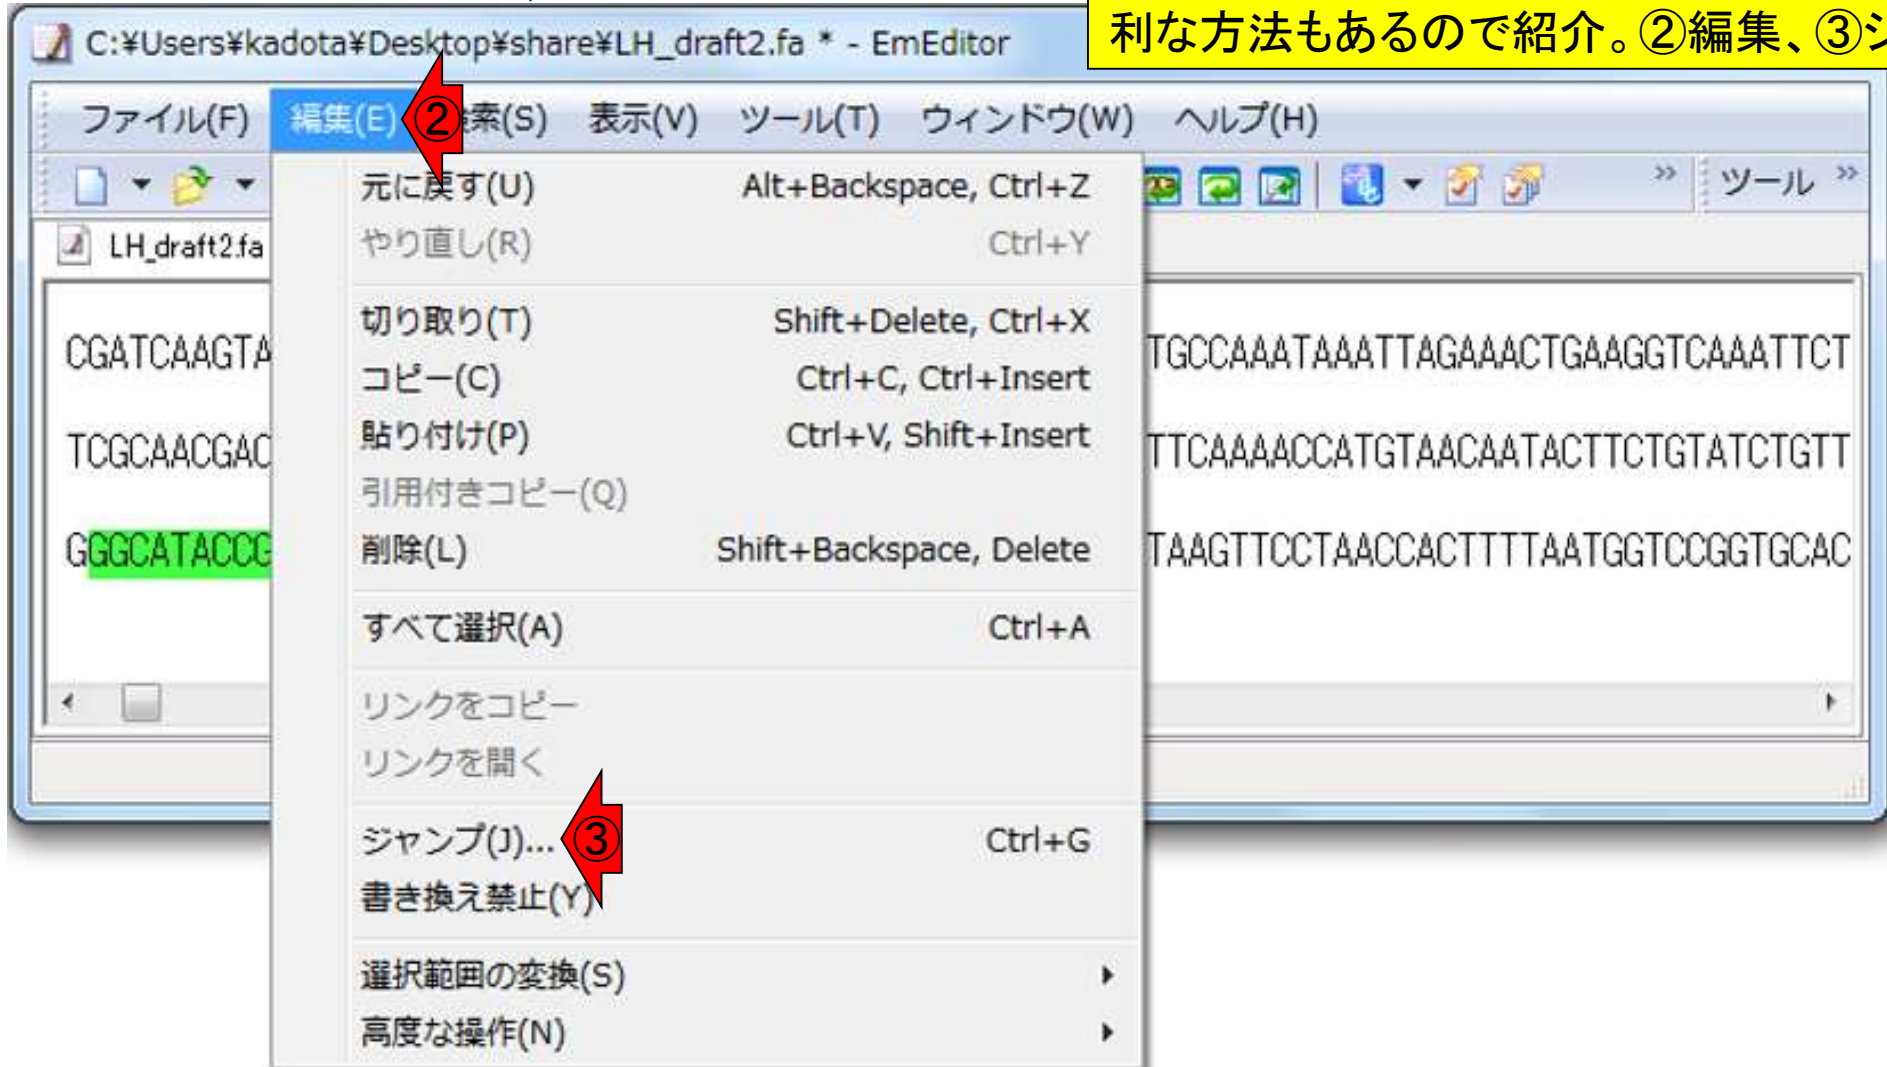 利な方法もあるので紹介。②編集、③ジ
C:¥Users¥kadota¥Desktop¥share¥LH_draft2.fa * - EmEditor
ファイル(F) 編集(E) ② 索(S) 表示(V) ツール(T) ウィンドウ(W) ヘルプ(H)
ツール
LH_draft2.fa
元に戻す(U) Alt+Backspace, Ctrl+Z
やり直し(R) Ctrl+Y
切り取り(T) Shift+Delete, Ctrl+X
コピー(C) Ctrl+C, Ctrl+Insert
貼り付け(P) Ctrl+V, Shift+Insert
引用付きコピー(Q)
削除(L) Shift+Backspace, Delete
すべて選択(A) Ctrl+A
リンクをコピー
リンクを開く
ジャンプ(J)... ③ Ctrl+G
書き換え禁止(Y)
選択範囲の変換(S)
高度な操作(N)
CGATCAAGTA TGCCAAATAAATTAGAAACTGAAGGTCAAATTCT
TCGCAACGAC TTCAAAACCATGTAACAATACTTCTGTATCTGTT
GGGCATACCG TAAGTTCCTAACCACTTTTAATGGTCCGGTGCAC